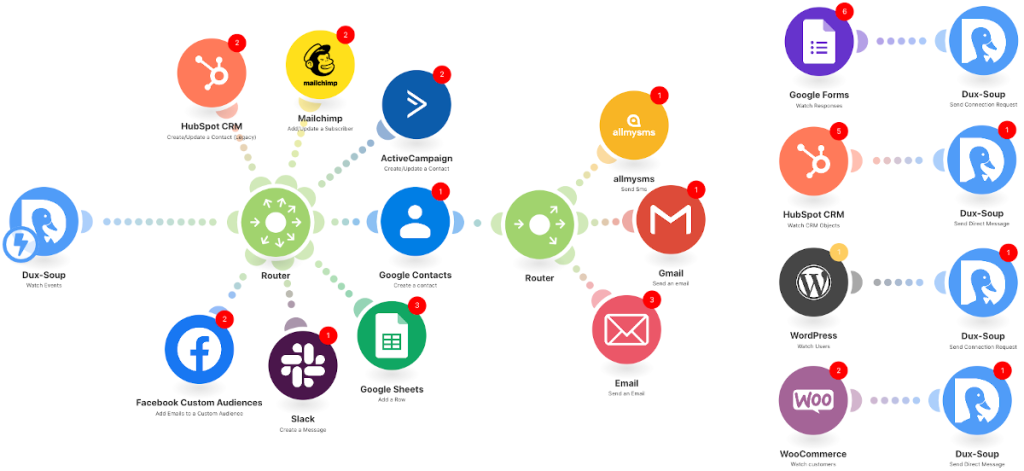 2
mailchimp
2
HubSpot CRM
Create/Update a Contact (Legacy)
Mailchimp
Add/Update a Subscriber
2
ActiveCampaign
Create/Update a Contact
Dux-Soup
Watch Events
Router
1
Google Contacts
Create a contact
2
Facebook Custom Audiences
Add Emails to a Custom Audience
1
Slack
Create a Message
3
Google Sheets
Add a Row
Router
1
allmysms
allmysms
Send Sms
1
Gmail
Send an email
3
Email
Send an Email
6
Google Forms
Watch Responses
Dux-Soup
Send Connection Request
5
HubSpot CRM
Watch CRM Objects
1
Dux-Soup
Send Direct Message
1
WordPress
Watch Users
1
Dux-Soup
Send Connection Request
2
WOO
WooCommerce
Watch customers
1
Dux-Soup
Send Direct Message